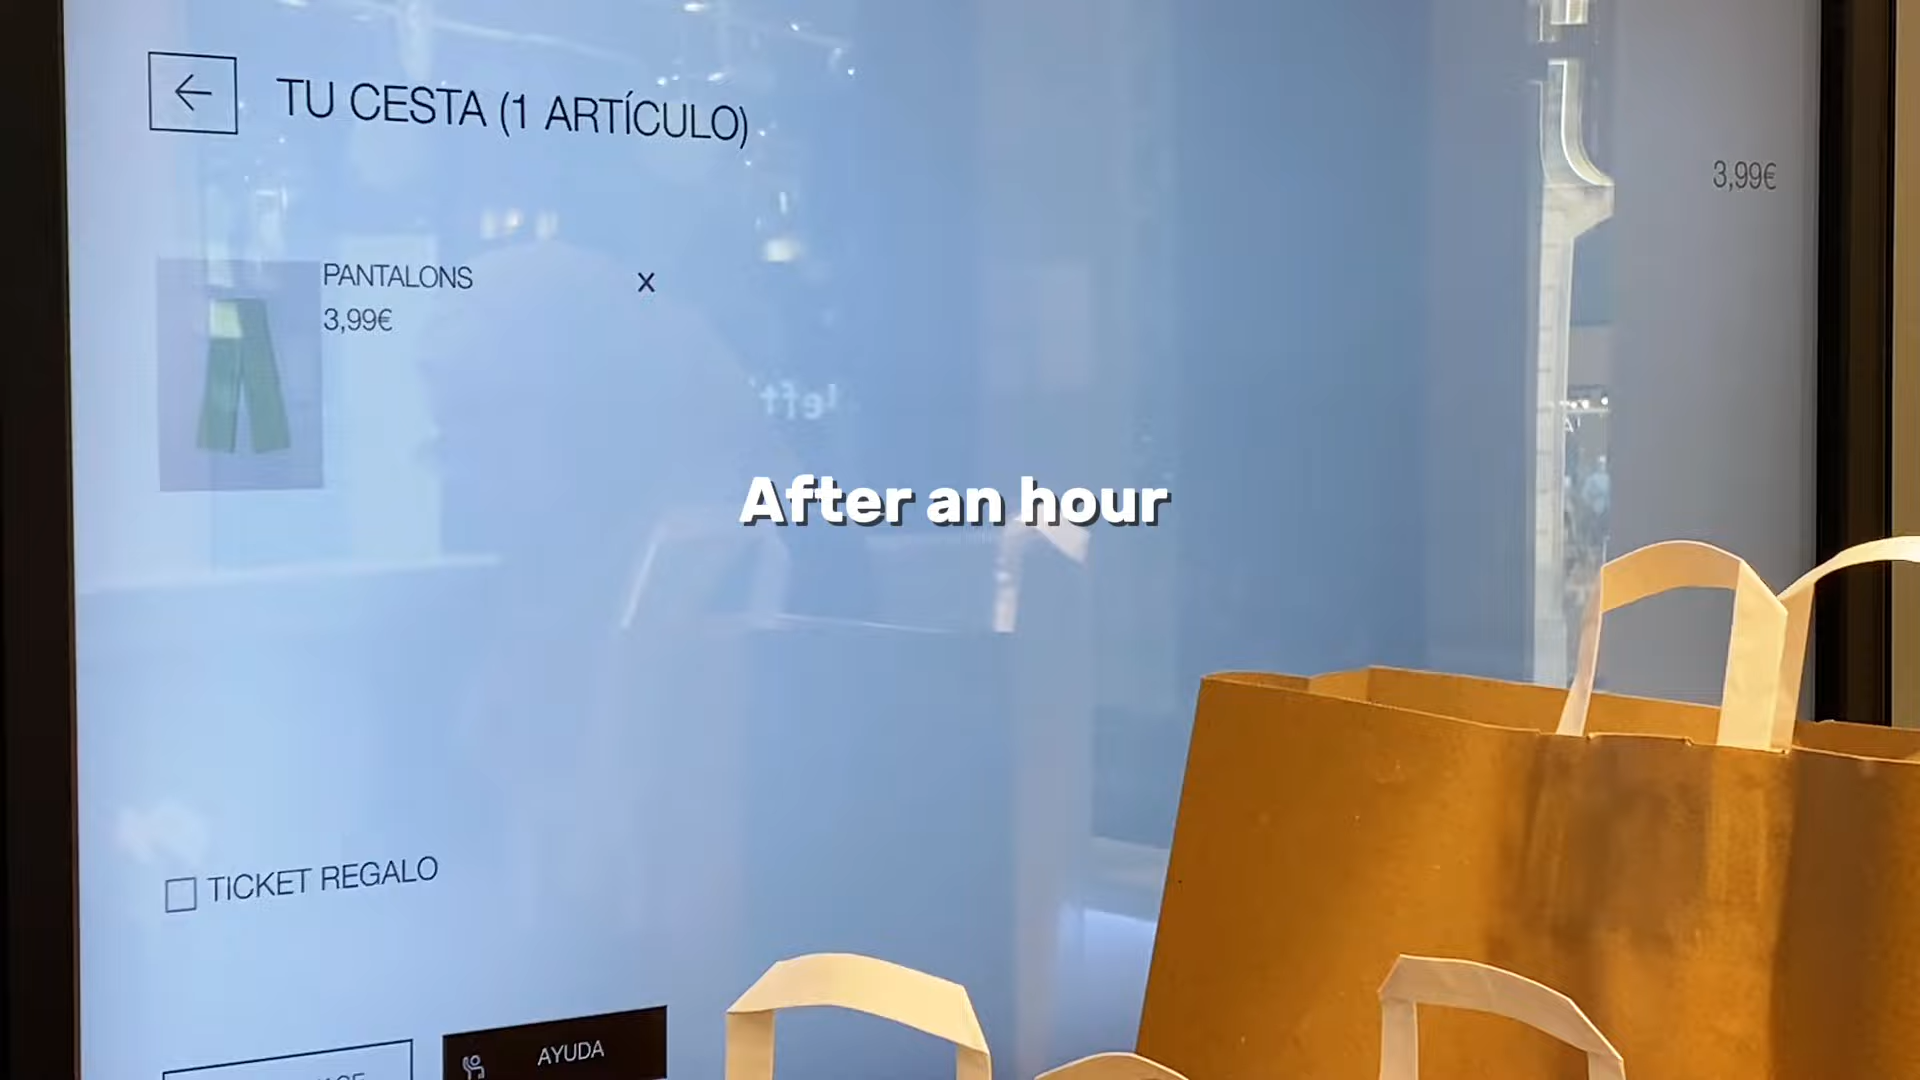 TU CESTA (1 ARTÍCULO)
3,99€
PANTALONS
X
3,99€
After an hour
TICKET REGALO
AYUDA